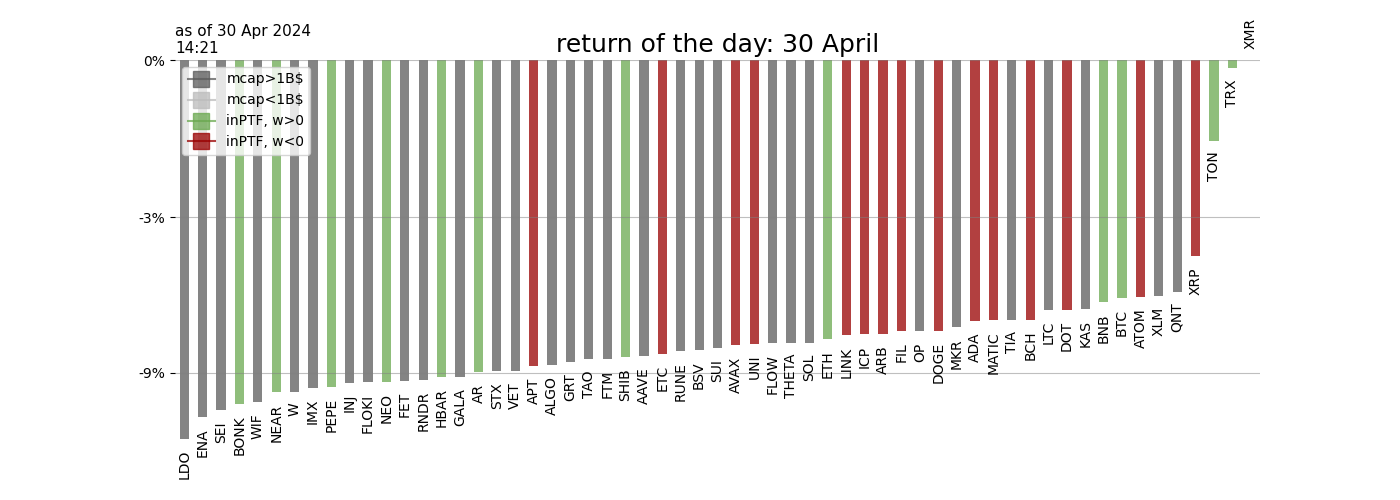 as of 30 Apr 2024
14:21
return of the day: 30 April
XMR
0%
-3%
-9%
mcap>1B$
mcap<1B$
inPTF, w>0
inPTF, w<0
LDO
ENA
SEI
BONK
WIF
NEAR
W
IMX
PEPE
INJ
FLOKI
NEO
FET
RNDR
HBAR
GALA
AR
STX
VET
APT
ALGO
GRT
TAO
FTM
SHIB
AAVE
ETC
RUNE
BSV
SUI
AVAX
UNI
FLOW
THETA
SOL
ETH
LINK
ICP
ARB
FIL
OP
DOGE
MKR
ADA
MATIC
TIA
BCH
LTC
DOT
KAS
BNB
BTC
ATOM
XLM
QNT
XRP
TON
TRX